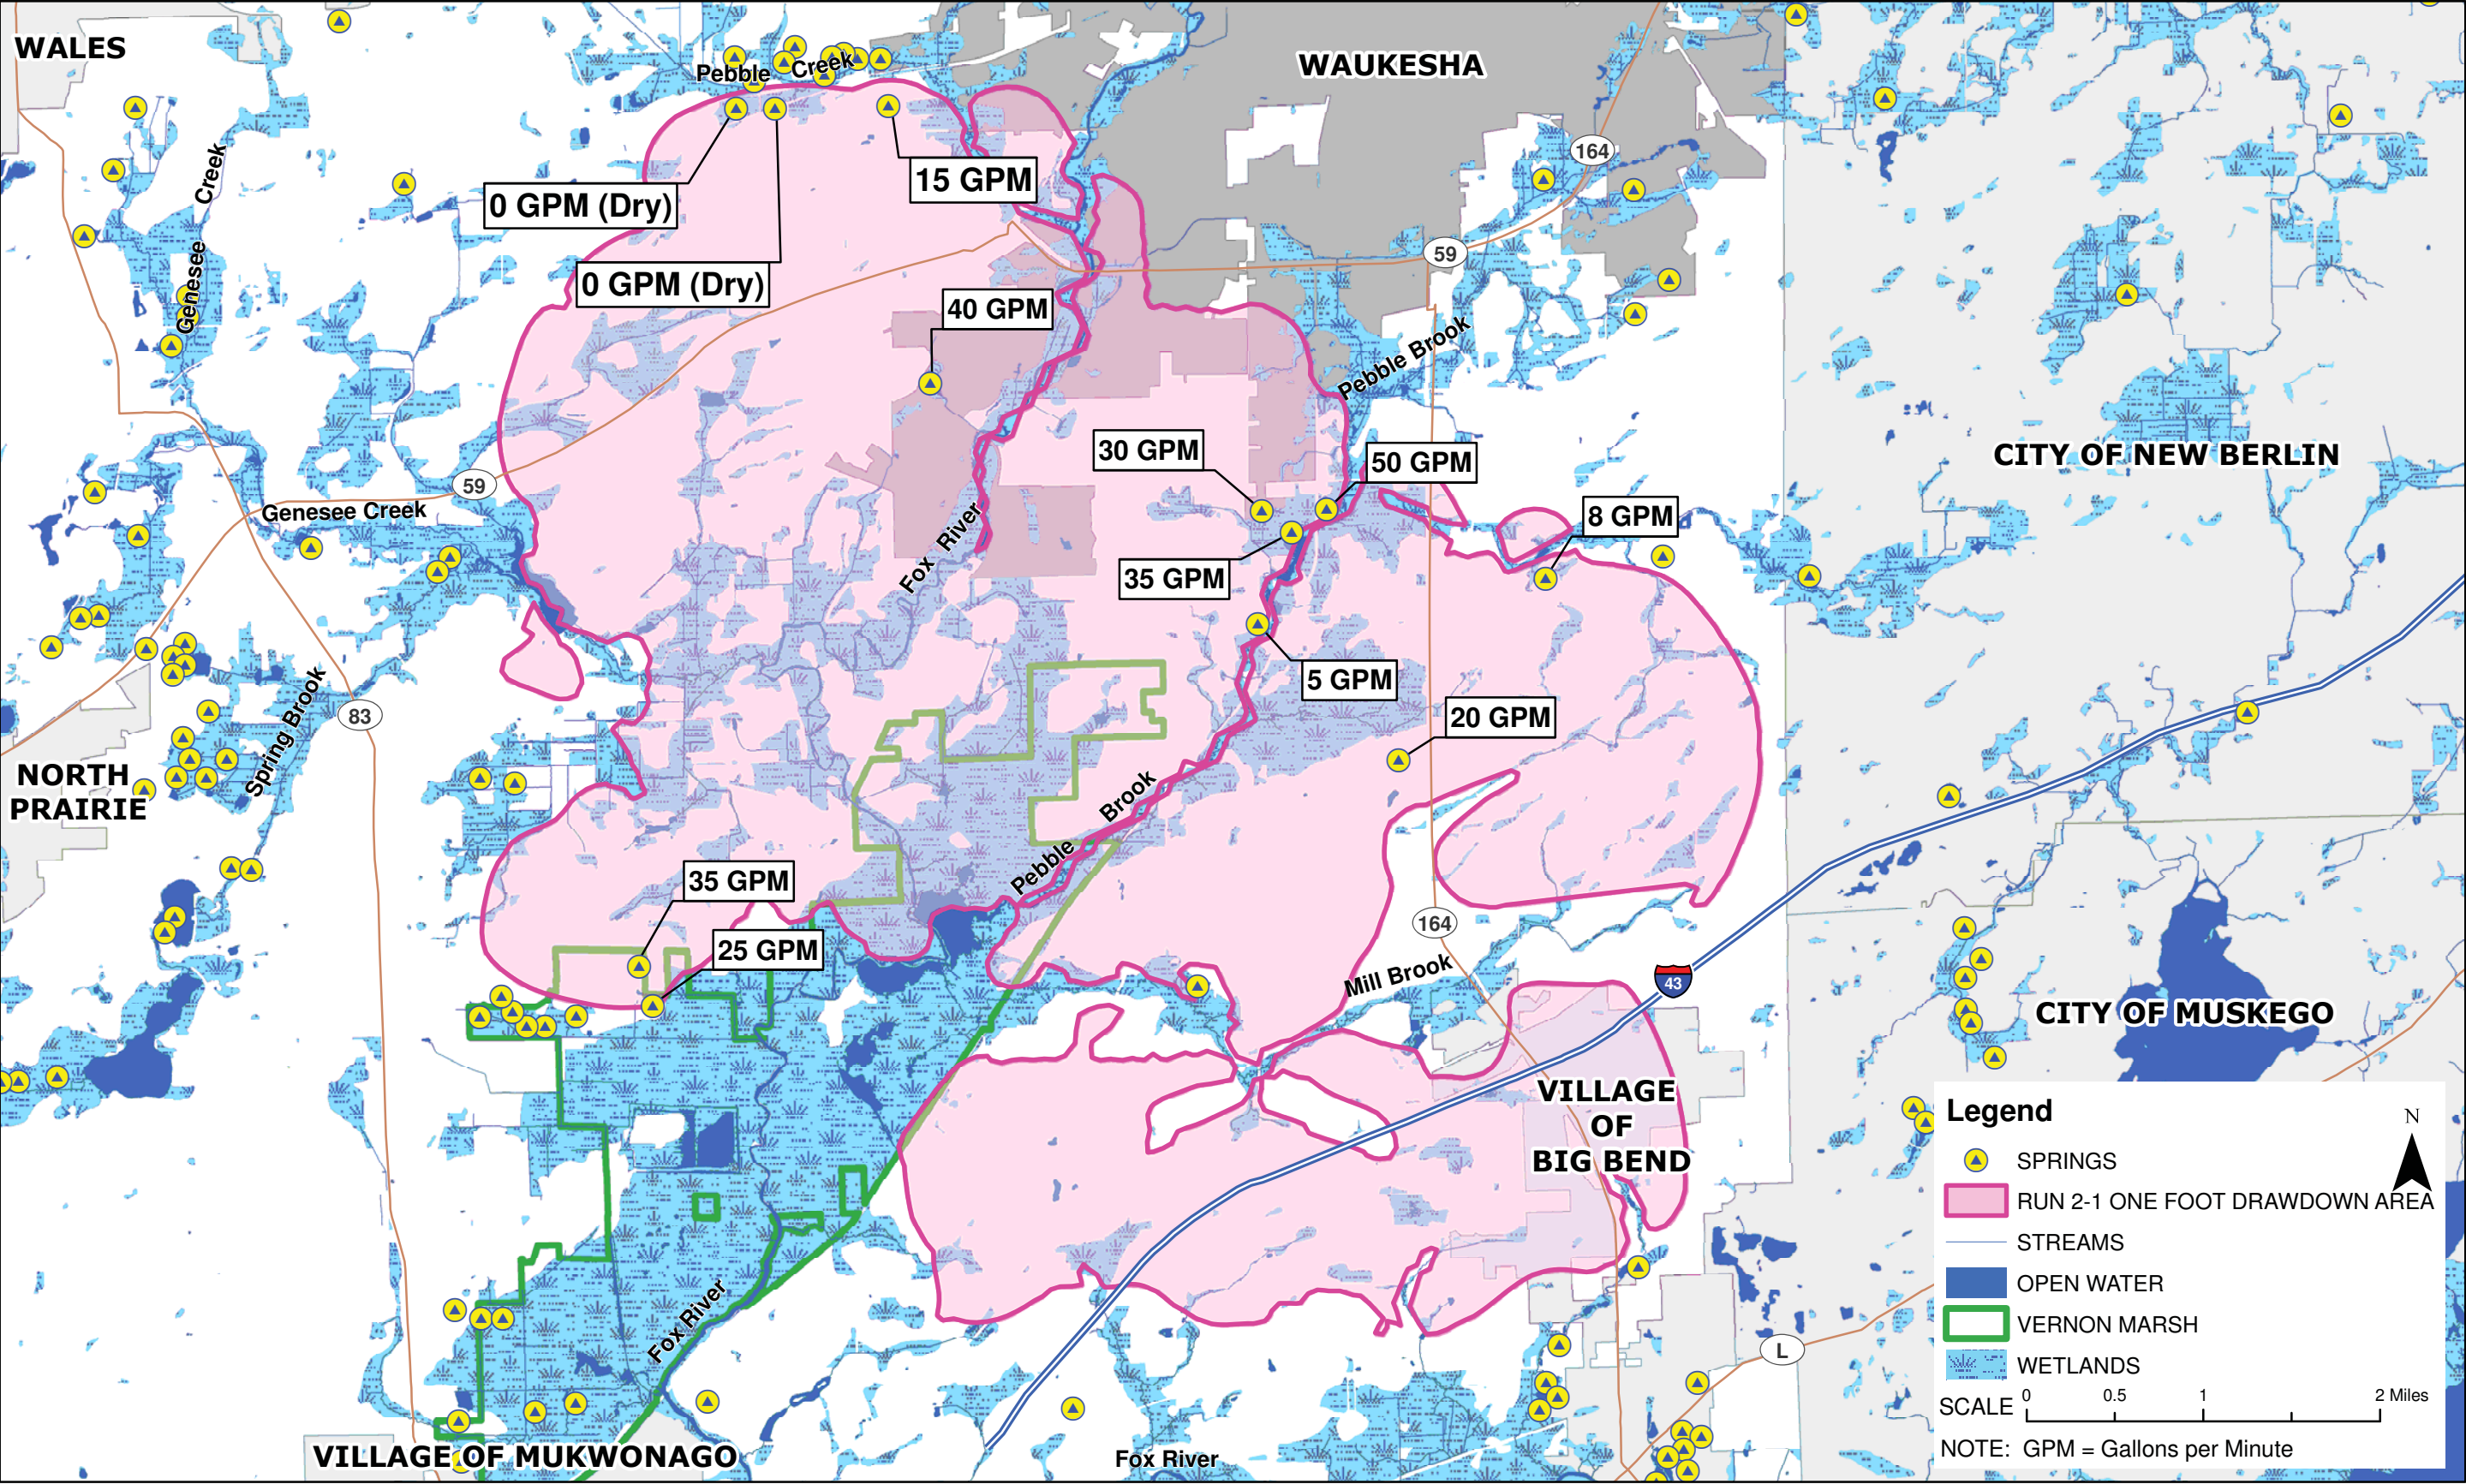 WALES
WAUKESHA
Pebble Creek
164
Genesee Creek
15 GPM
0 GPM (Dry)
59
0 GPM (Dry)
Genesee
40 GPM
Pebble Brook
30 GPM
50 GPM
CITY OF NEW BERLIN
59
Genesee Creek
8 GPM
Fox River
35 GPM
5 GPM
83
20 GPM
Spring Brook
NORTH
PRAIRIE
Pebble Brook
35 GPM
164
25 GPM
Mill Brook
43
CITY OF MUSKEGO
VILLAGE
OF
BIG BEND
Fox River
L
VILLAGE OF MUKWONAGO
Fox River
Legend
N
SPRINGS
RUN 2-1 ONE FOOT DRAWDOWN AREA
STREAMS
OPEN WATER
VERNON MARSH
WETLANDS
SCALE 0 0.5 1 2 Miles
NOTE: GPM = Gallons per Minute